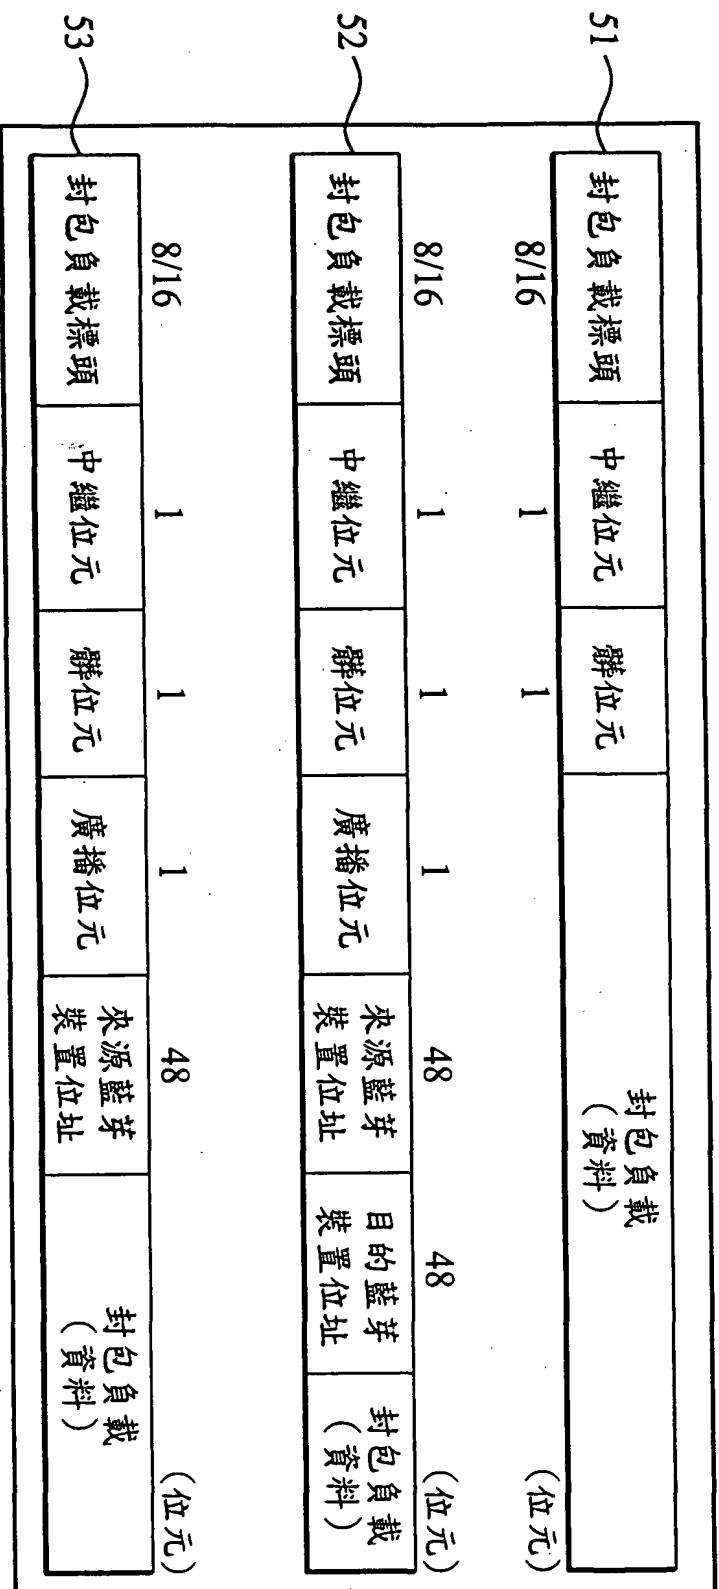 51
封包負載標頭
中繼位元
髒位元
封包負載
(資料)
8/16
1
1
(位元)
8/16
1
1
1
48
48
(位元)
52
封包負載標頭
中繼位元
髒位元
廣播位元
來源藍芽
裝置位址
目的藍芽
裝置位址
封包負載
(資料)
8/16
1
1
1
48
(位元)
53
封包負載標頭
中繼位元
髒位元
廣播位元
來源藍芽
裝置位址
封包負載
(資料)